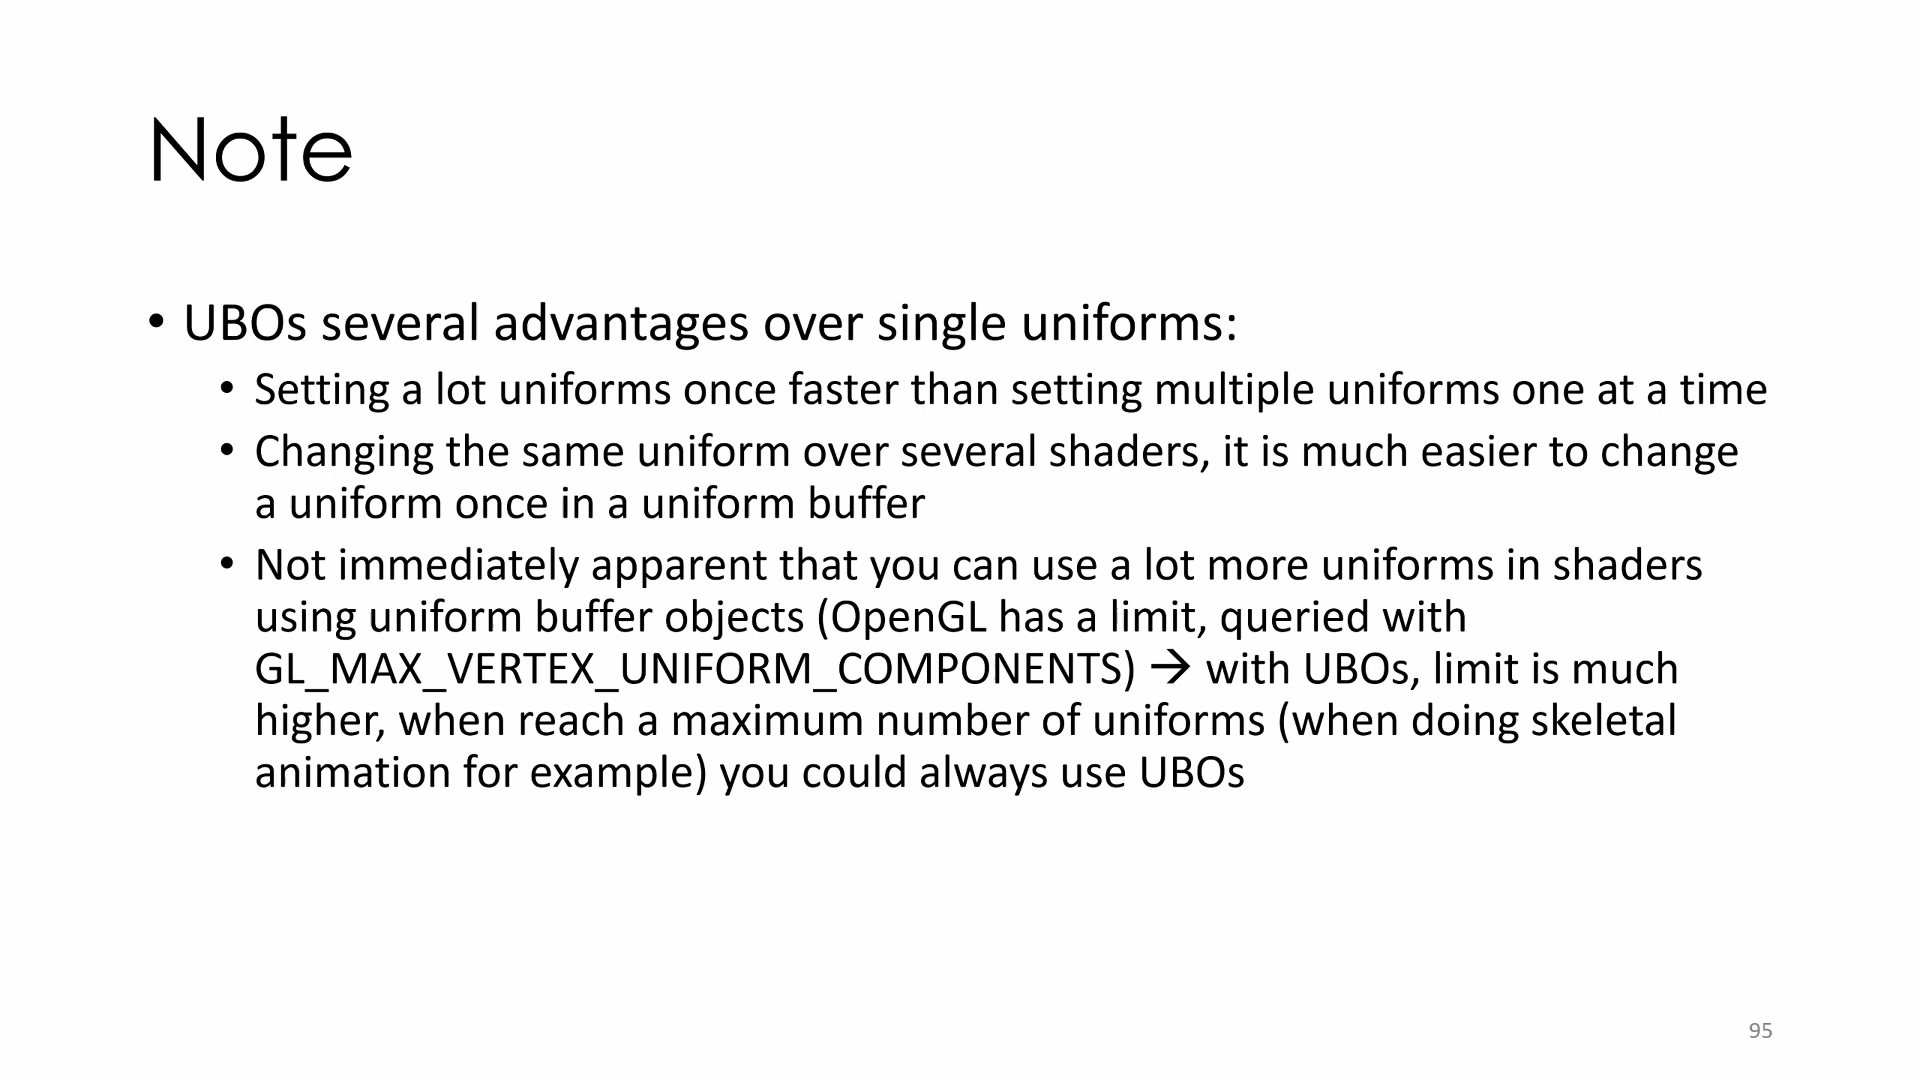 Note
• UBOs several advantages over single uniforms:
• Setting a lot uniforms once faster than setting multiple uniforms one at a time
• Changing the same uniform over several shaders, it is much easier to change
a uniform once in a uniform buffer
• Not immediately apparent that you can use a lot more uniforms in shaders
using uniform buffer objects (OpenGL has a limit, queried with
GL_MAX_VERTEX_UNIFORM_COMPONENTS) → with UBOs, limit is much
higher, when reach a maximum number of uniforms (when doing skeletal
animation for example) you could always use UBOs
95